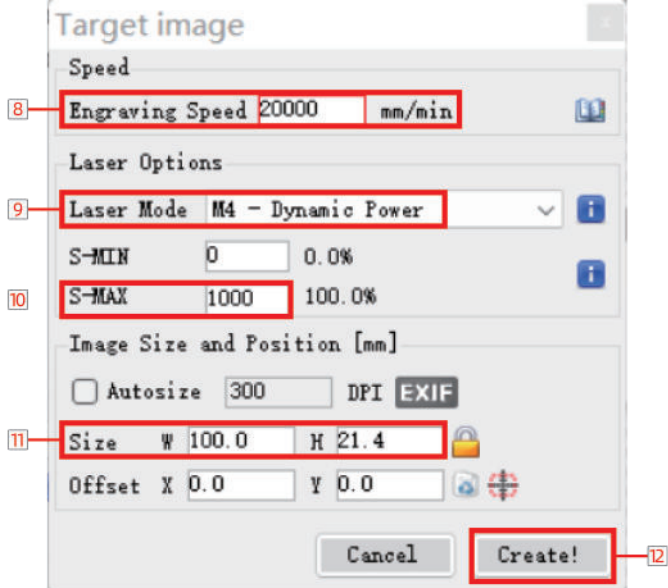 Target image
x
Speed
8 Engraving Speed 20000 mm/min
Laser Options
9 Laser Mode M4 - Dynamic Power
S-MIN 0 0.0%
10 S-MAX 1000 100.0%
Image Size and Position [mm]
Autosize 300 DPI EXIF
11 Size W 100.0 H 21.4
Offset X 0.0 Y 0.0
Cancel Create! 12